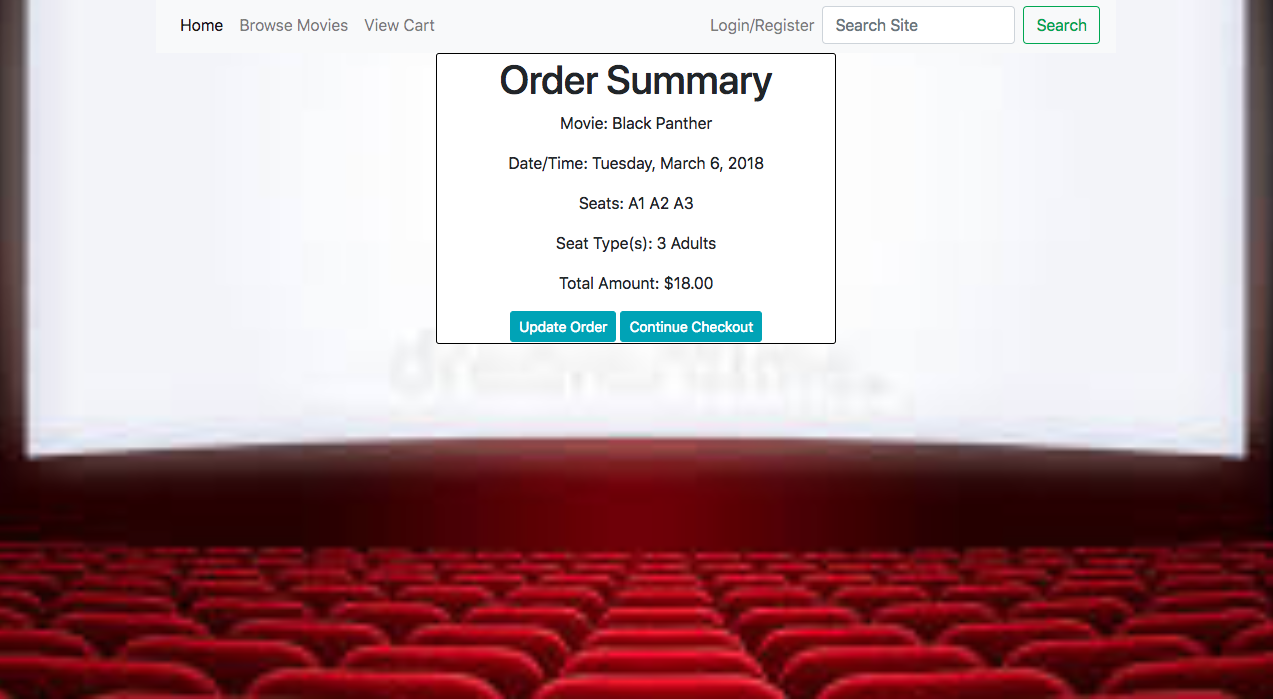 Home Browse Movies View Cart Login/Register Search Site Search
Order Summary
Movie: Black Panther
Date/Time: Tuesday, March 6, 2018
Seats: A1 A2 A3
Seat Type(s): 3 Adults
Total Amount: $18.00
Update Order Continue Checkout